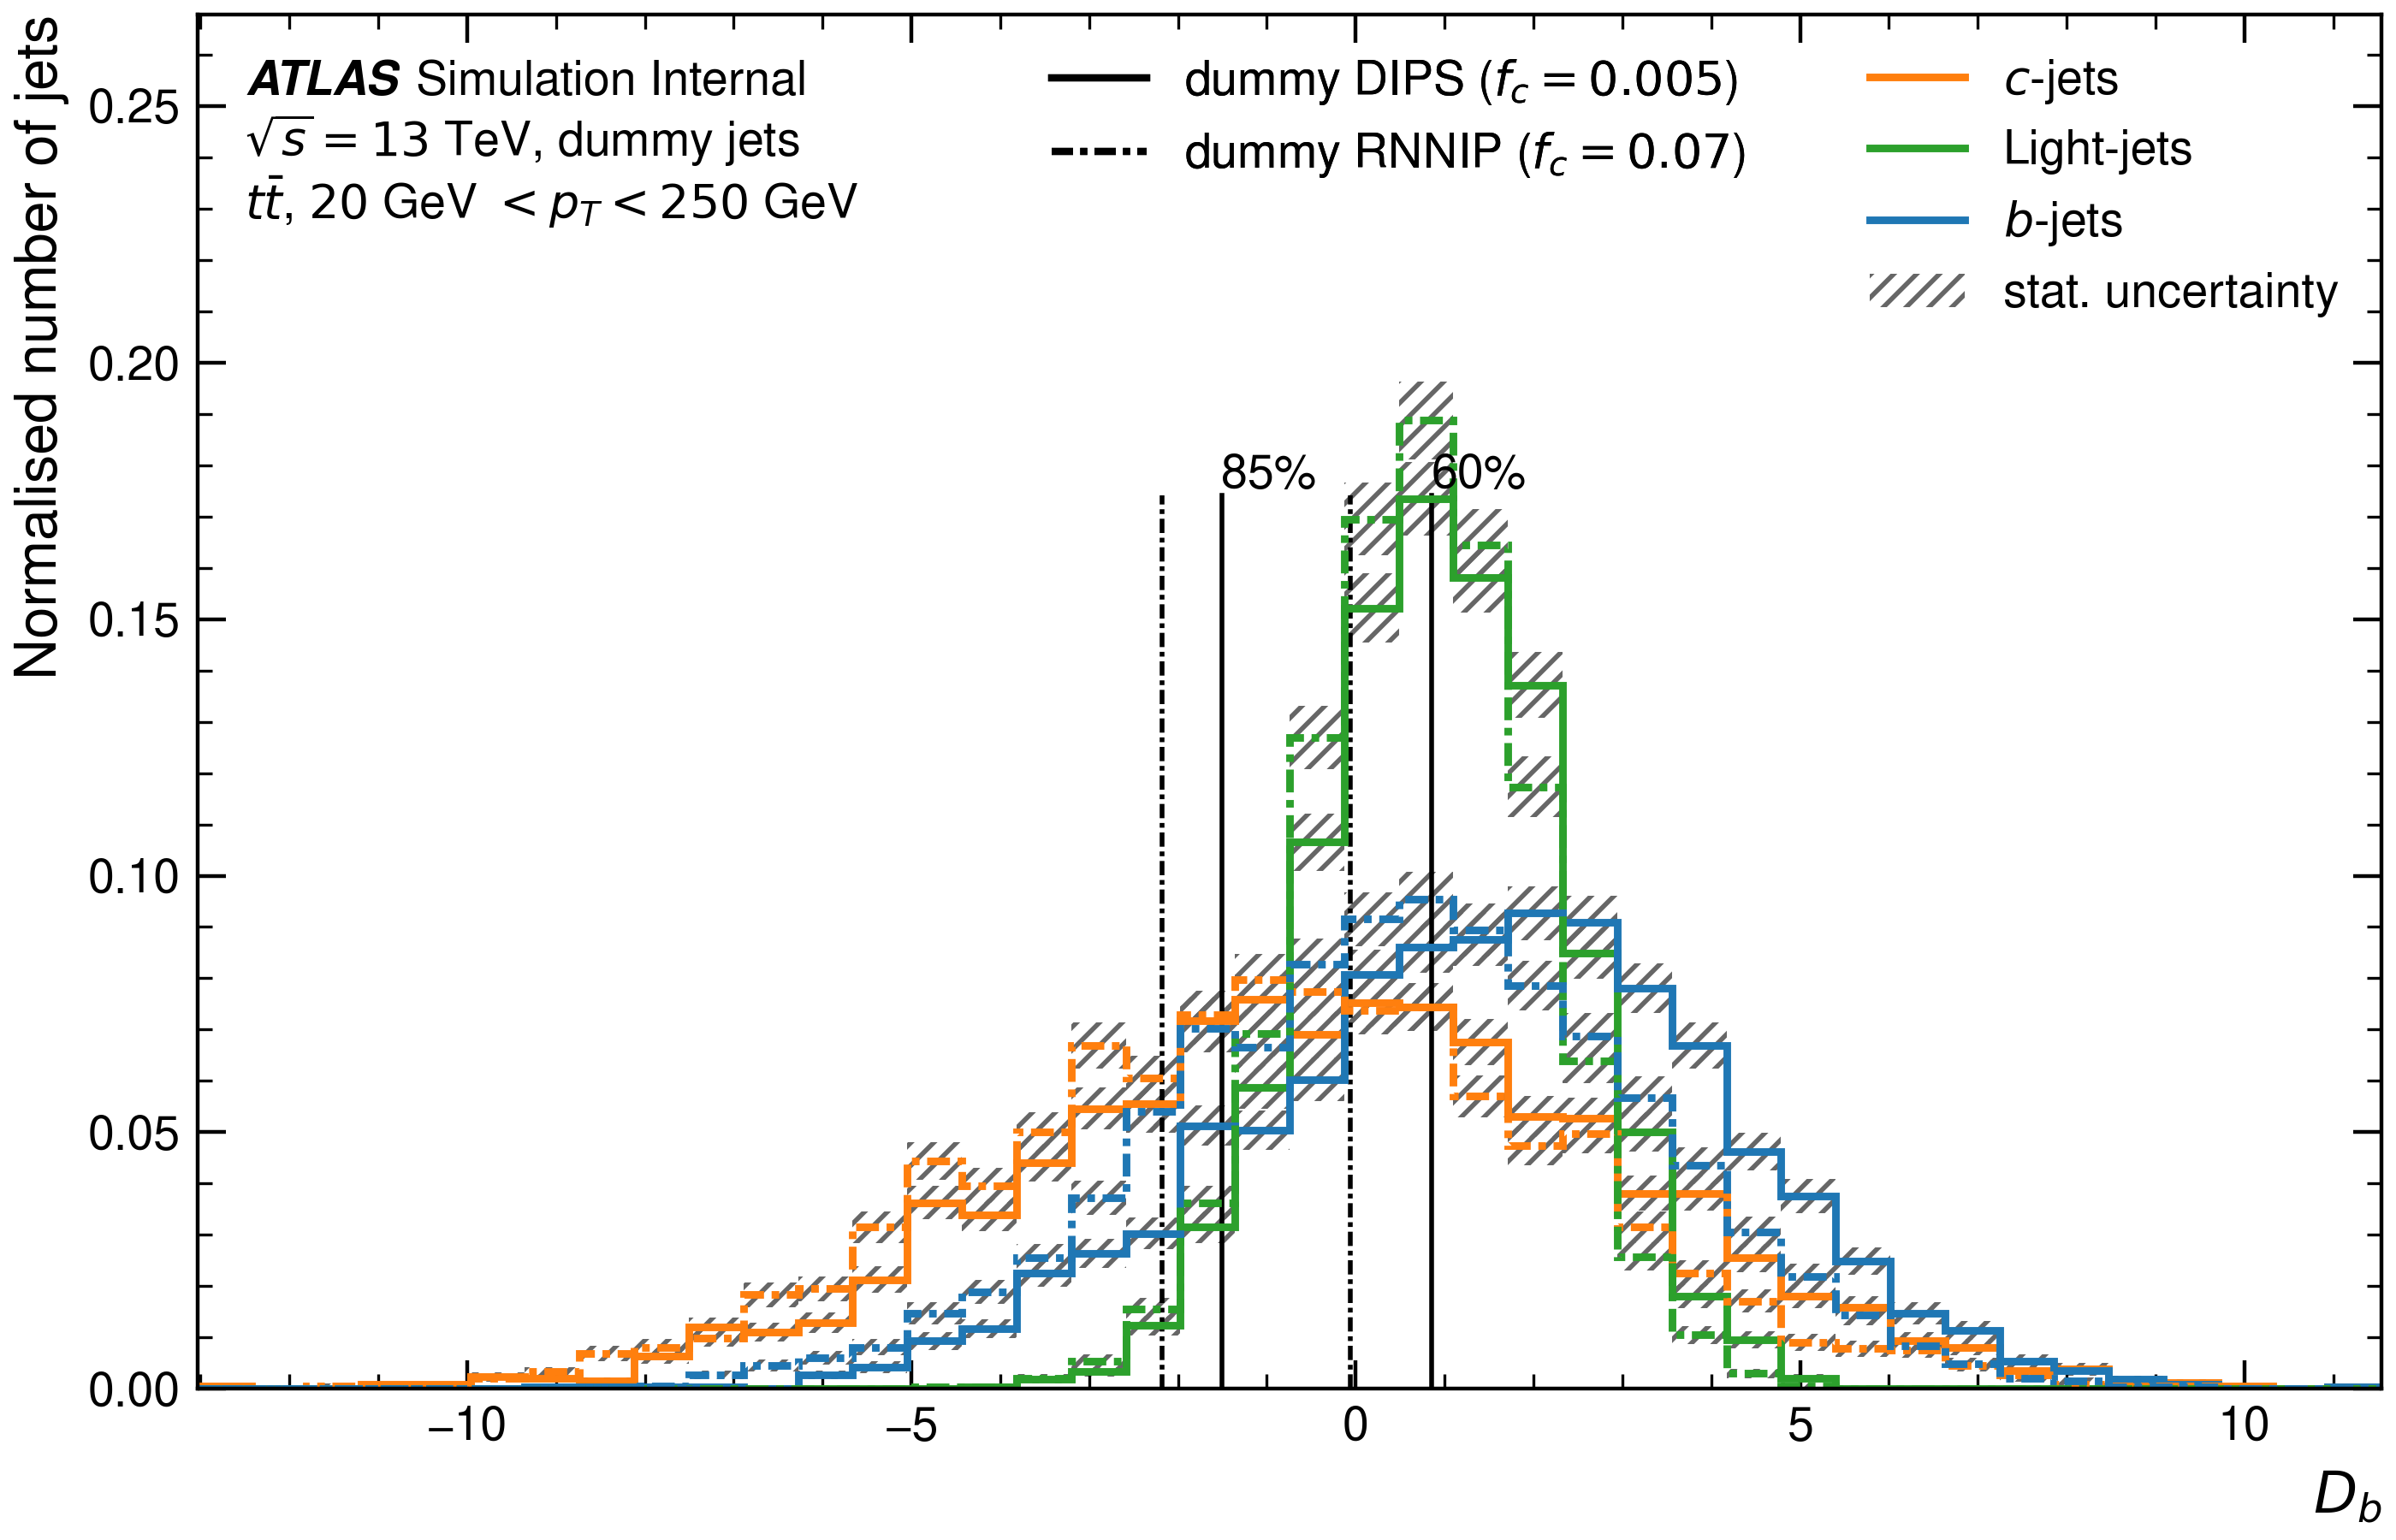 ATLAS Simulation Internal
√s = 13 TeV, dummy jets
tt̄, 20 GeV < p_T < 250 GeV
dummy DIPS (f_c = 0.005)
dummy RNNIP (f_c = 0.07)
c-jets
Light-jets
b-jets
stat. uncertainty
85%
60%
Normalised number of jets
0.25
0.20
0.15
0.10
0.05
0.00
−10
−5
0
5
10
D_b